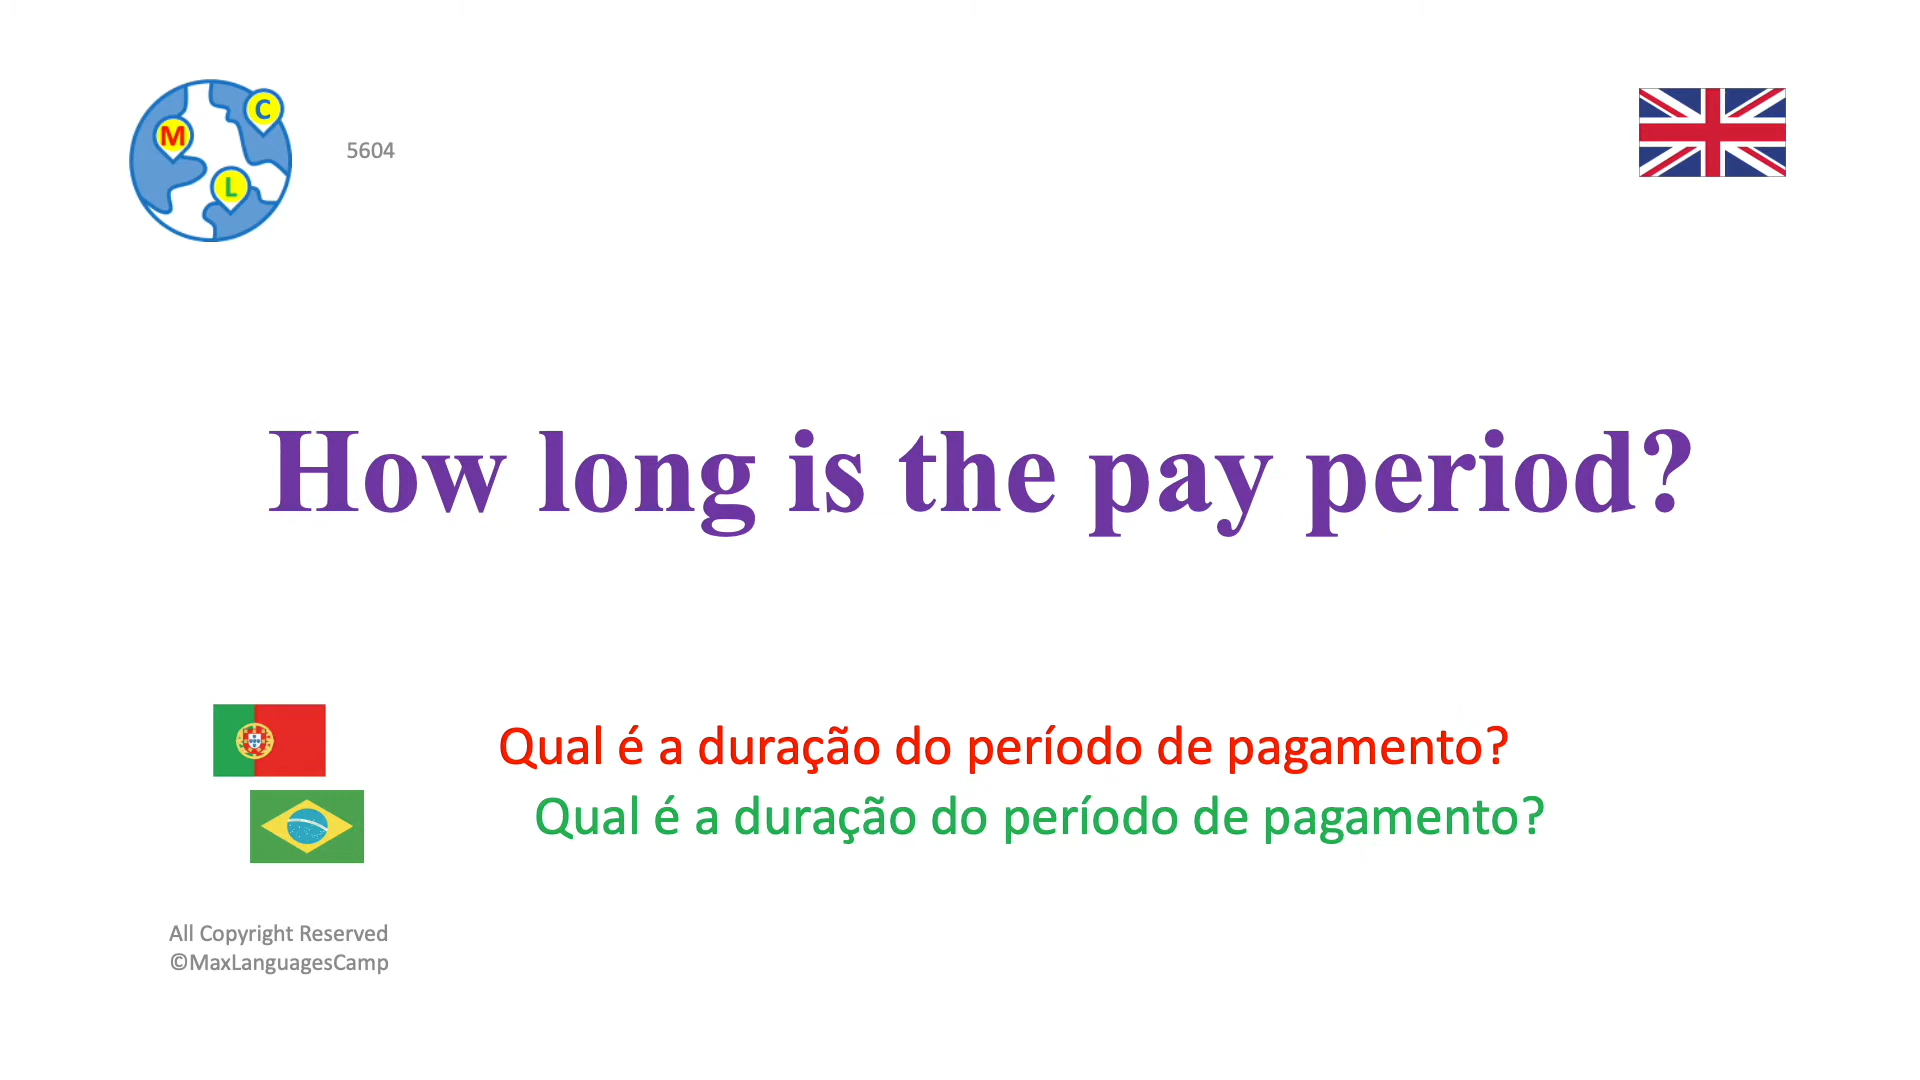 M
C
L
5604
How long is the pay period?
Qual é a duração do período de pagamento?
Qual é a duração do período de pagamento?
All Copyright Reserved
©MaxLanguagesCamp